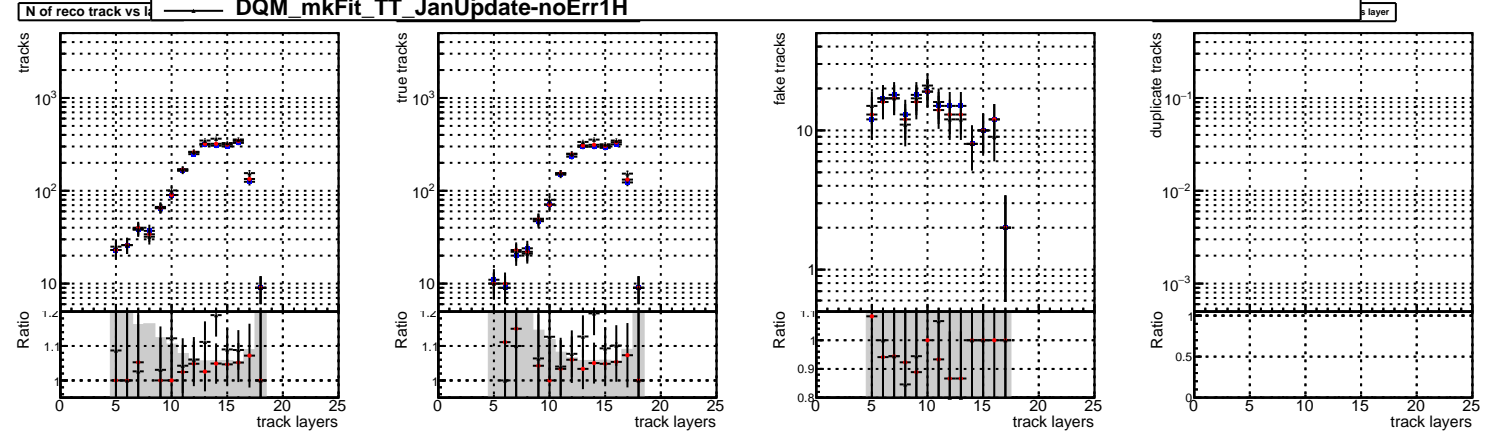 N of reco track vs la
DQM_mkFit_TT_JanUpdate-noErr1H
s layer
tracks
10³
10²
10
Ratio
1.2
1.1
1
0 5 10 15 20 25
track layers
true tracks
10³
10²
10
Ratio
1.2
1.1
1
0 5 10 15 20 25
track layers
fake tracks
10
1
Ratio
1.1
1
0.9
0.8
0 5 10 15 20 25
track layers
duplicate tracks
10⁻¹
10⁻²
10⁻³
Ratio
1
0.5
0
0 5 10 15 20 25
track layers